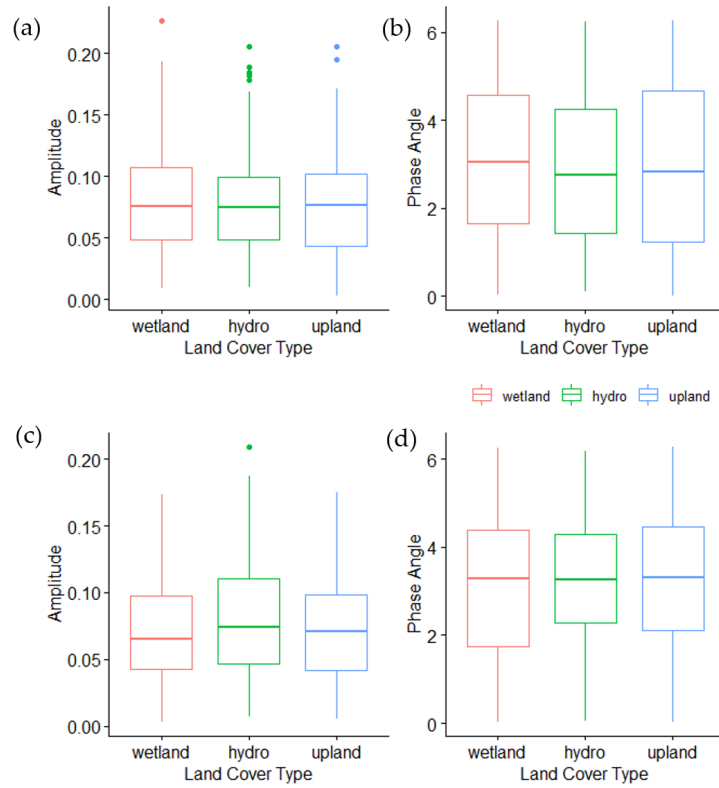 (a)
Amplitude
0.20
0.15
0.10
0.05
0.00
wetland hydro upland
Land Cover Type
(b)
Phase Angle
6
4
2
0
wetland hydro upland
Land Cover Type
wetland hydro upland
(c)
Amplitude
0.20
0.15
0.10
0.05
0.00
wetland hydro upland
Land Cover Type
(d)
Phase Angle
6
4
2
0
wetland hydro upland
Land Cover Type